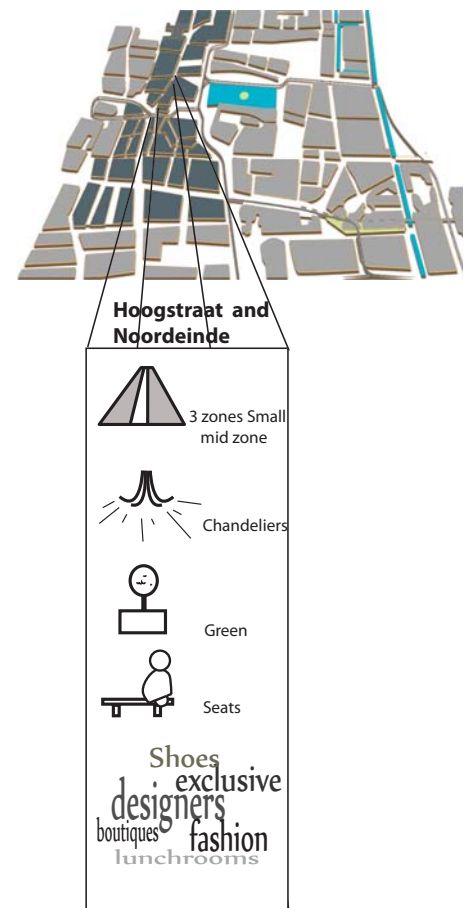 Hoogstraat and
Noordeinde
3 zones Small
mid zone
Chandeliers
Green
Seats
Shoes
exclusive
designers
boutiques
fashion
lunchrooms